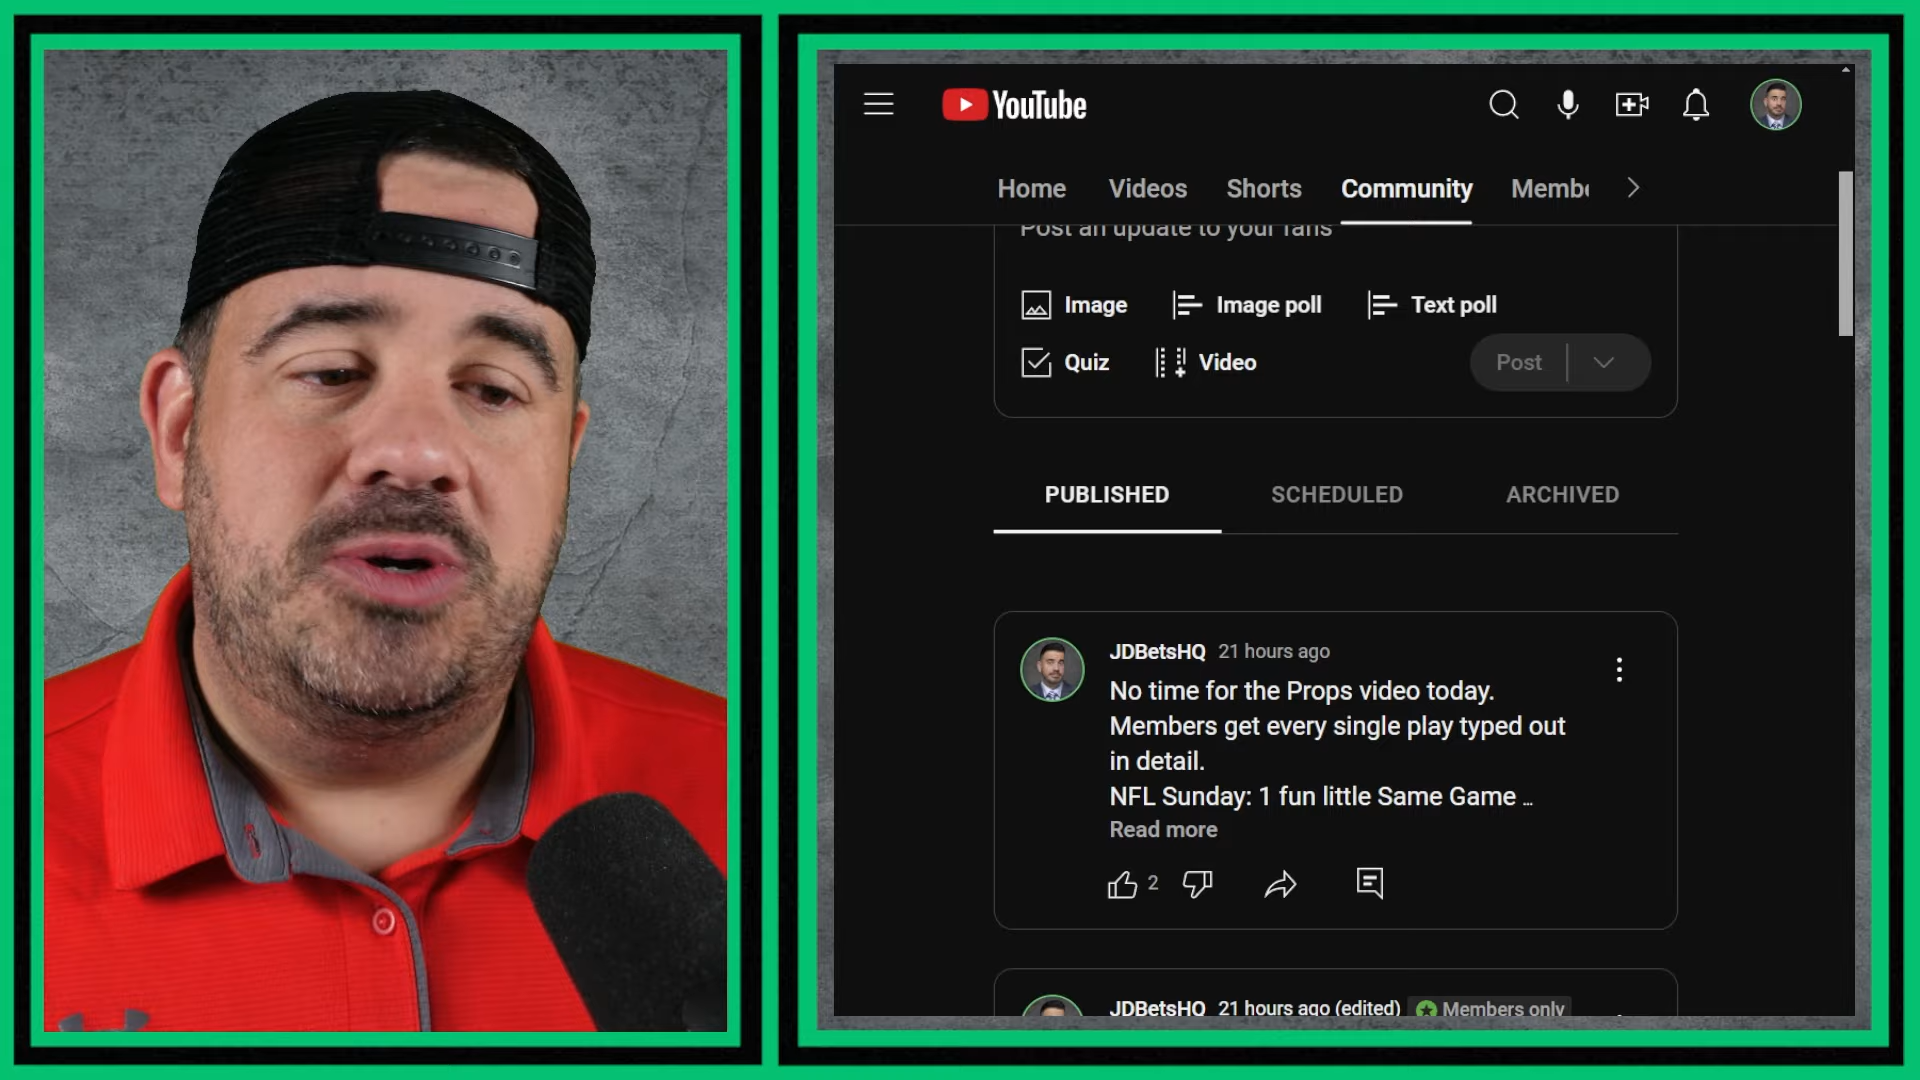 YouTube
Home Videos Shorts Community Membe
Post an update to your fans
Image Image poll Text poll
Quiz Video Post
PUBLISHED SCHEDULED ARCHIVED
JDBetsHQ 21 hours ago
No time for the Props video today.
Members get every single play typed out
in detail.
NFL Sunday: 1 fun little Same Game ...
Read more
2
JDBetsHQ 21 hours ago (edited) Members only